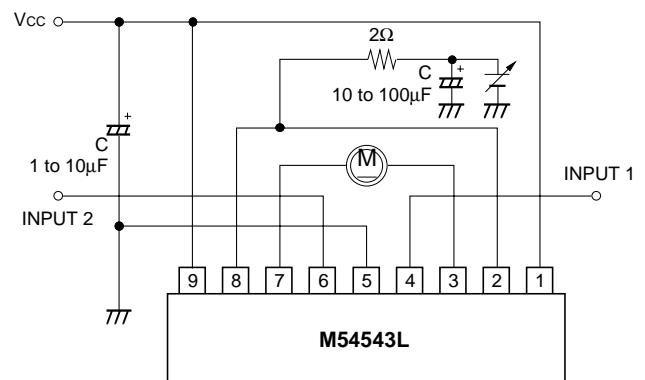 Vcc
2Ω
C
+
10 to 100μF
+
C
1 to 10μF
M
INPUT 1
INPUT 2
9 8 7 6 5 4 3 2 1
M54543L